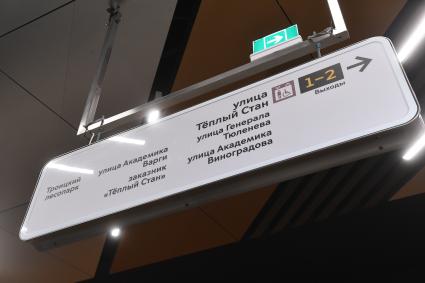 Троицкий
лесопарк
улица Академика
Варги
заказник
«Тёплый Стан»
улица
Тёплый Стан
улица Генерала
Тюленева
улица Академика
Виноградова
1-2
Выходы